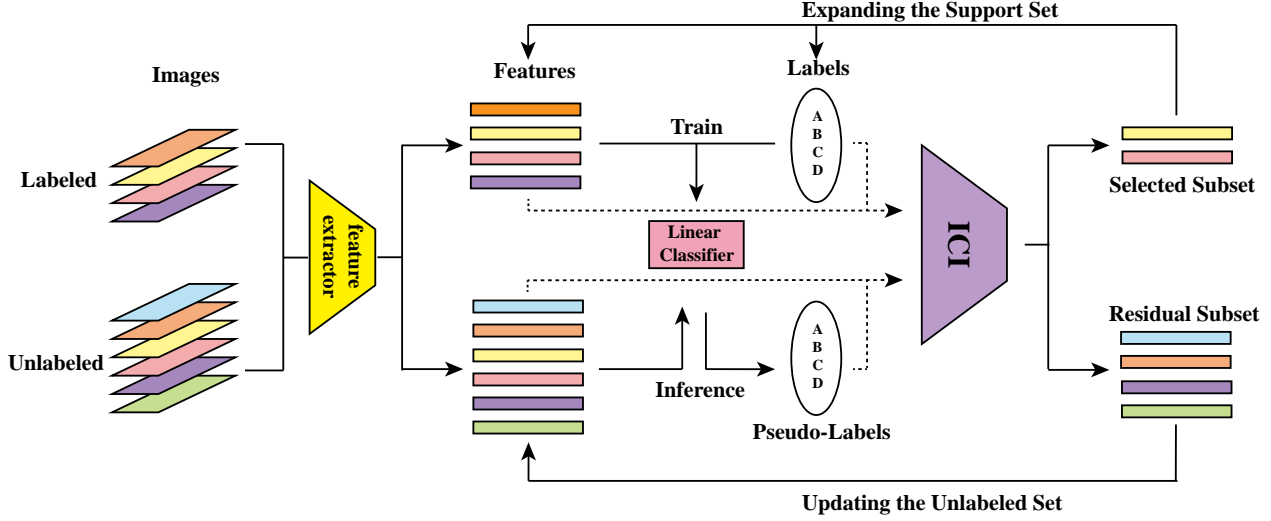 Expanding the Support Set
Images
Features
Labels
Labeled
Train
A
B
C
D
Selected Subset
feature
extractor
Linear
Classifier
ICI
Unlabeled
Inference
A
B
C
D
Pseudo-Labels
Residual Subset
Updating the Unlabeled Set